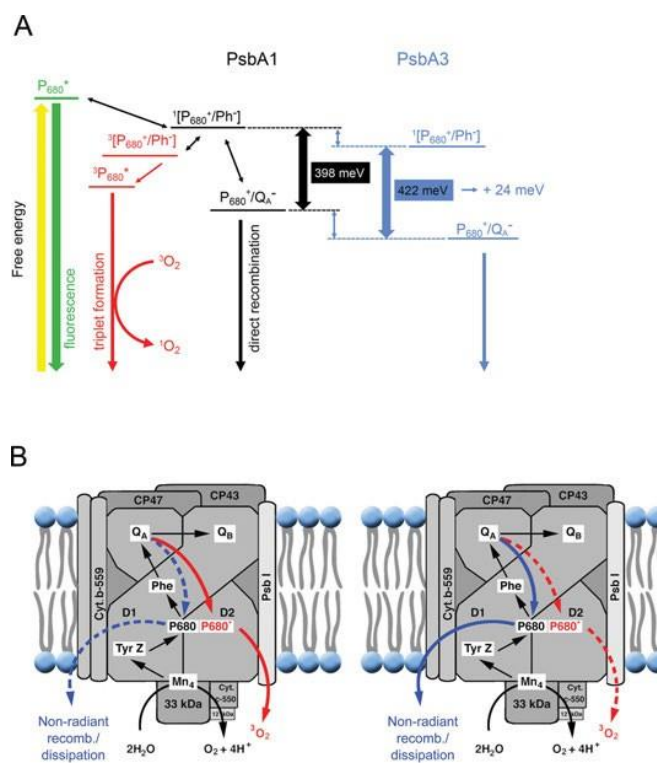 A
PsbA1
PsbA3
P680*
³[P680⁺/Ph⁻]
¹[P680⁺/Ph⁻]
¹[P680⁺/Ph⁻]
³P680*
398 meV
422 meV
+ 24 meV
P680⁺/QA⁻
P680⁺/QA⁻
Free energy
fluorescence
triplet formation
³O2
¹O2
direct recombination
B
CP47
CP43
Cyt.b-559
QA
QB
Phe
Psb I
D1
D2
P680 P680*
Tyr Z
Mn4
33 kDa
Cyt.
c-550
12 kDa
Non-radiant
recomb./
dissipation
2H2O
O2 + 4H⁺
³O2
CP47
CP43
Cyt.b-559
QA
QB
Phe
Psb I
D1
D2
P680 P680*
Tyr Z
Mn4
33 kDa
Cyt.
c-550
12 kDa
Non-radiant
recomb./
dissipation
2H2O
O2 + 4H⁺
³O2